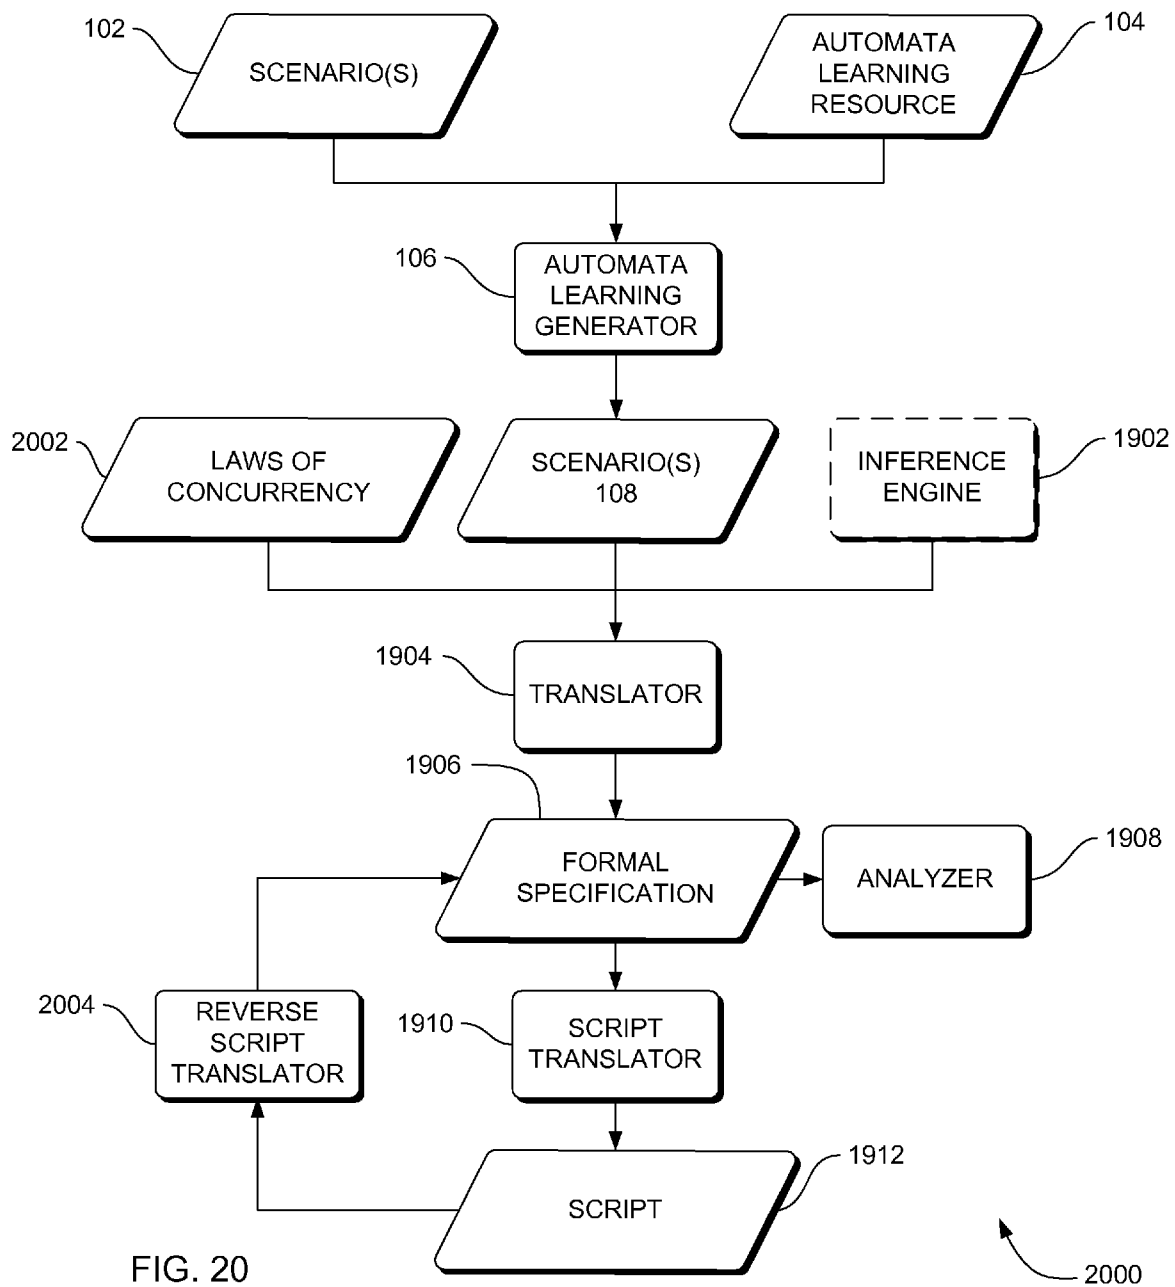 102
SCENARIO(S)
AUTOMATA
LEARNING
RESOURCE
104
106
AUTOMATA
LEARNING
GENERATOR
2002
LAWS OF
CONCURRENCY
SCENARIO(S)
108
INFERENCE
ENGINE
1902
1904
TRANSLATOR
1906
FORMAL
SPECIFICATION
ANALYZER
1908
2004
REVERSE
SCRIPT
TRANSLATOR
1910
SCRIPT
TRANSLATOR
SCRIPT
1912
FIG. 20
2000